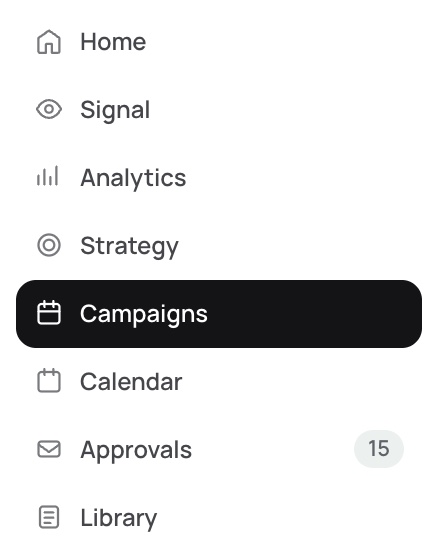 Home
Signal
Analytics
Strategy
Campaigns
Calendar
Approvals 15
Library